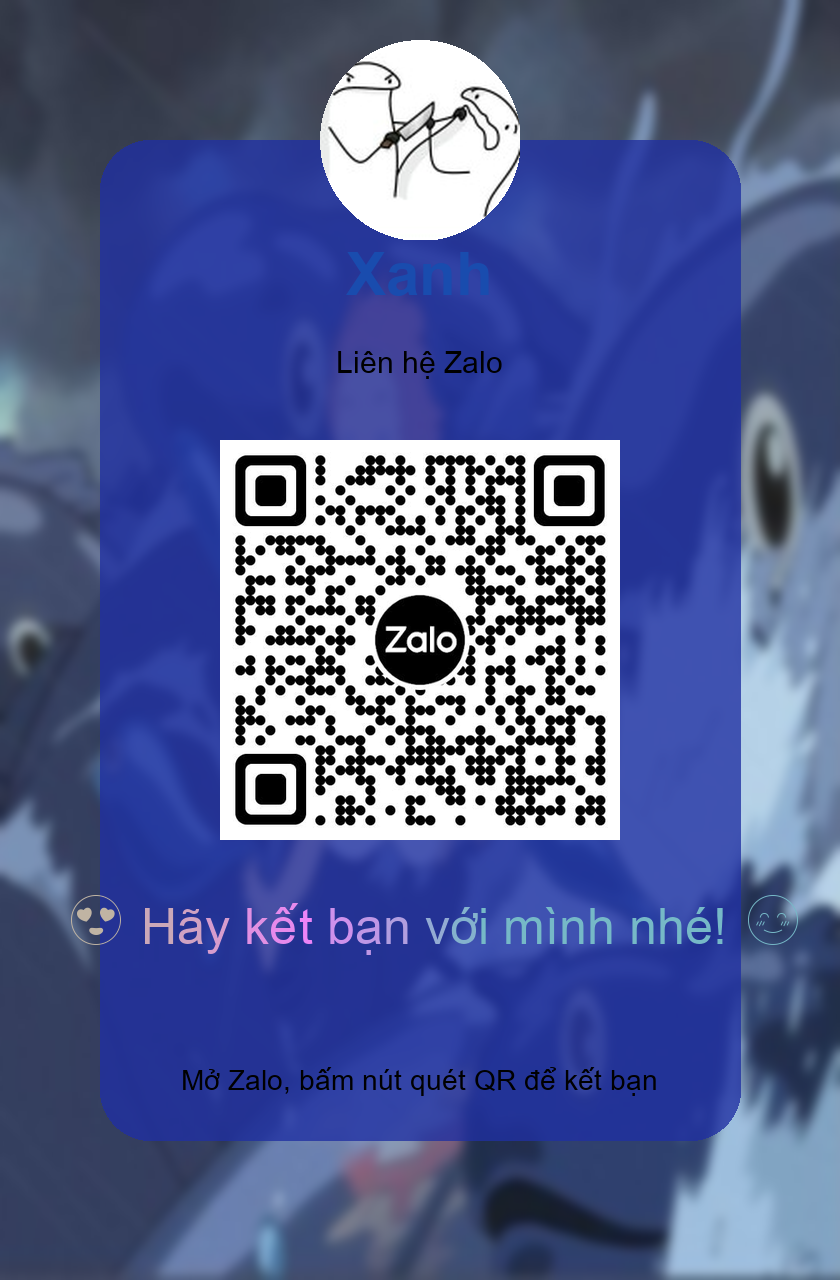 Xanh
Liên hệ Zalo
Zalo
Hãy kết bạn với mình nhé!
Mở Zalo, bấm nút quét QR để kết bạn